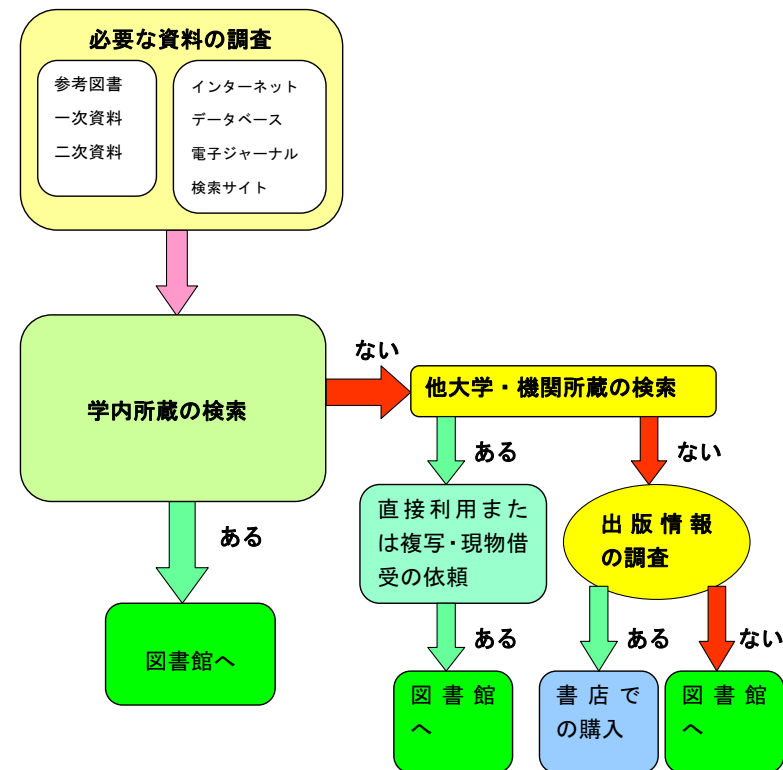 必要な資料の調査
参考図書
一次資料
二次資料
インターネット
データベース
電子ジャーナル
検索サイト
学内所蔵の検索
ない
他大学・機関所蔵の検索
ある
図書館へ
ある
ない
直接利用また
は複写・現物借
受の依頼
出版情報
の調査
ある
ある
ない
図書館
へ
書店で
の購入
図書館
へ